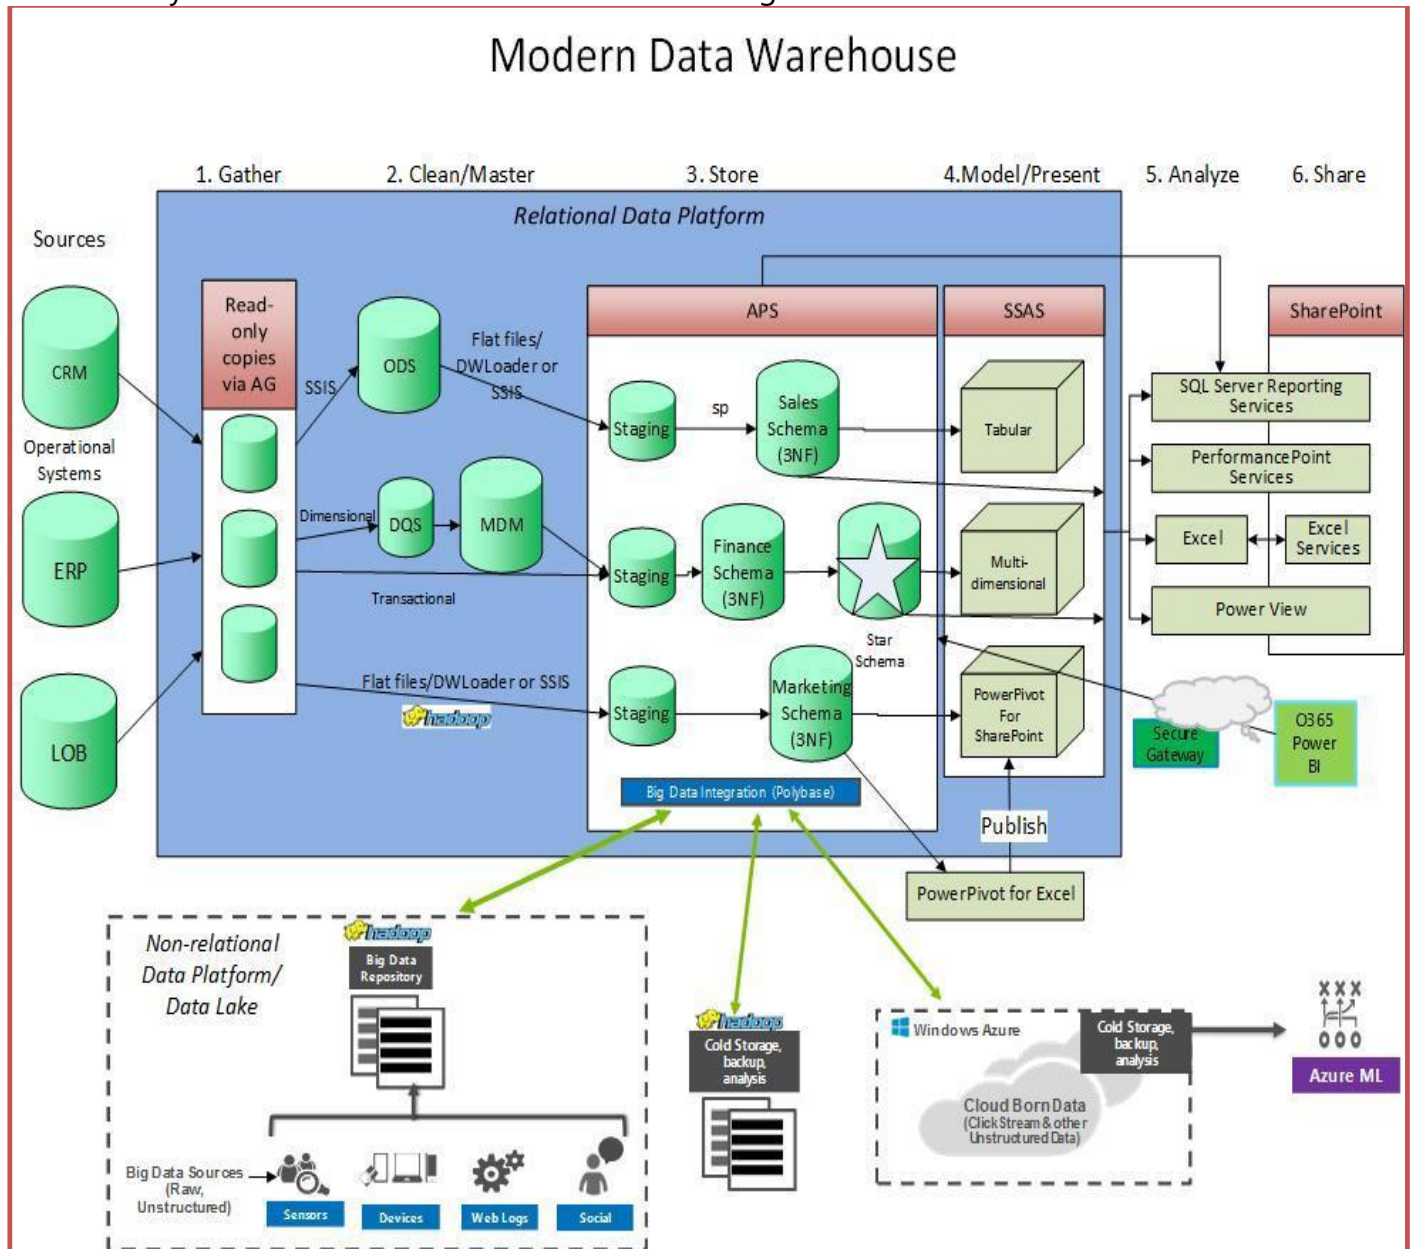 Modern Data Warehouse
1. Gather
2. Clean/Master
3. Store
4.Model/Present
5. Analyze
6. Share
Relational Data Platform
Sources
CRM
Operational
Systems
ERP
LOB
Read-
only
copies
via AG
SSIS
ODS
Flat files/
DWLoader or
SSIS
Dimensional
DQS
MDM
Transactional
Flat files/DWLoader or SSIS
hadoop
APS
Staging
sp
Sales
Schema
(3NF)
Staging
Finance
Schema
(3NF)
Star
Schema
Staging
Marketing
Schema
(3NF)
Big Data Integration (Polybase)
SSAS
Tabular
Multi-
dimensional
PowerPivot
For
SharePoint
Publish
PowerPivot for Excel
SharePoint
SQL Server Reporting
Services
PerformancePoint
Services
Excel
Excel
Services
Power View
Secure
Gateway
O365
Power
BI
Non-relational
Data Platform/
Data Lake
hadoop
Big Data
Repository
Big Data Sources
(Raw,
Unstructured)
Sensors
Devices
Web Logs
Social
hadoop
Cold Storage,
backup,
analysis
Windows Azure
Cold Storage,
backup,
analysis
Cloud Born Data
(Click Stream & other
Unstructured Data)
XXX
OOO
Azure ML